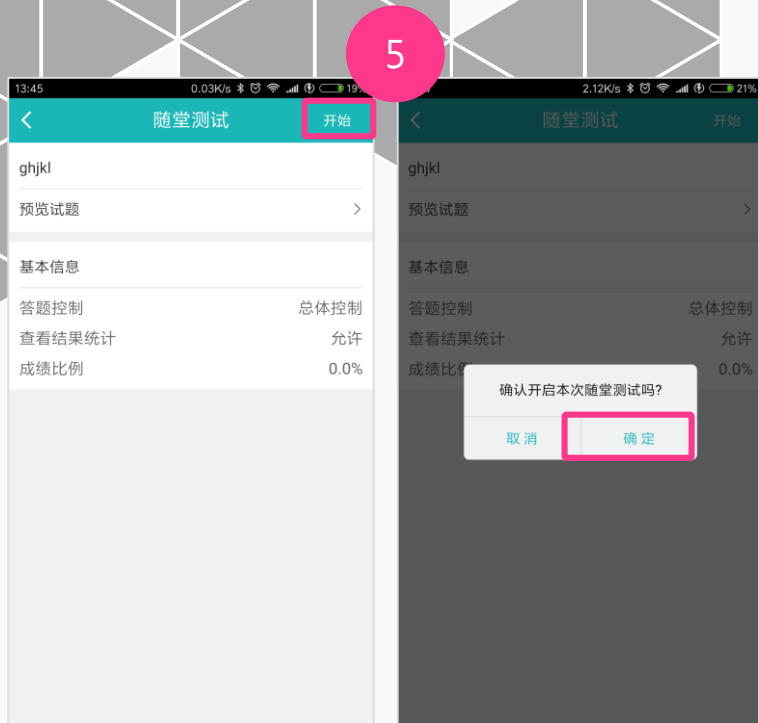 5
13:45 0.03K/s 19%
随堂测试 开始
ghjkl
预览试题
基本信息
答题控制 总体控制
查看结果统计 允许
成绩比例 0.0%
2.12K/s 21%
随堂测试 开始
ghjkl
预览试题
基本信息
答题控制 总体控制
查看结果统计 允许
成绩比 0.0%
确认开启本次随堂测试吗?
取消 确定